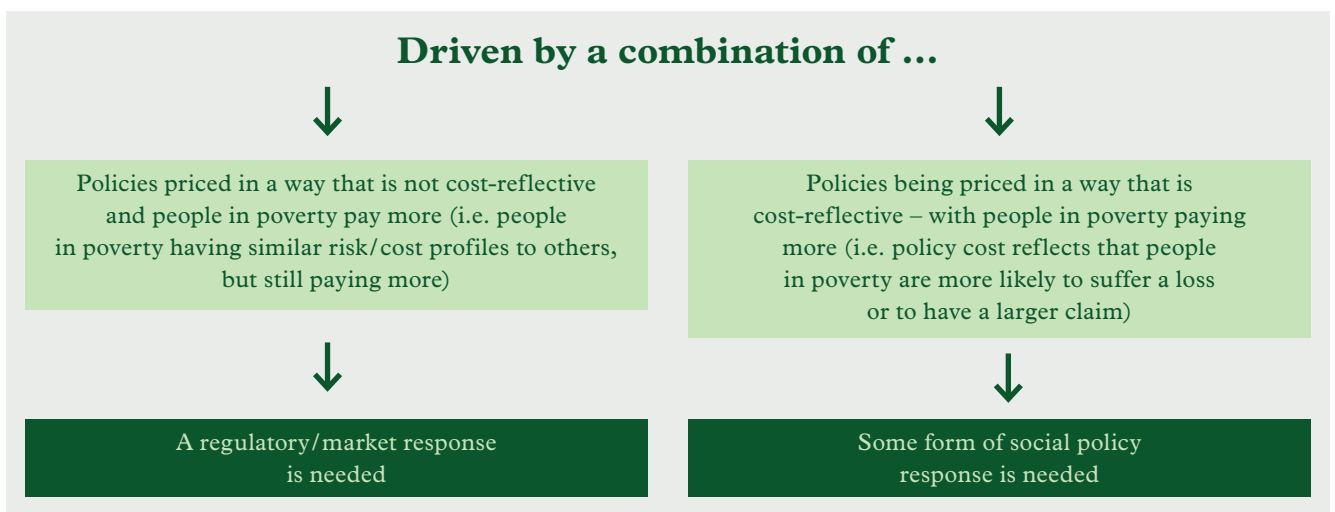 Driven by a combination of ...
Policies priced in a way that is not cost-reflective
and people in poverty pay more (i.e. people
in poverty having similar risk/cost profiles to others,
but still paying more)
Policies being priced in a way that is
cost-reflective – with people in poverty paying
more (i.e. policy cost reflects that people
in poverty are more likely to suffer a loss
or to have a larger claim)
A regulatory/market response
is needed
Some form of social policy
response is needed